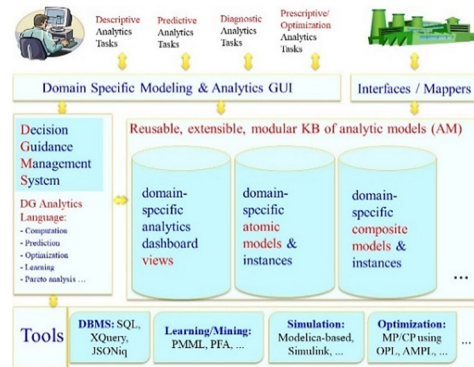 Descriptive
Analytics
Tasks
Predictive
Analytics
Tasks
Diagnostic
Analytics
Tasks
Prescriptive/
Optimization
Analytics
Tasks
Domain Specific Modeling & Analytics GUI
Interfaces / Mappers
Decision
Guidance
Management
System
DG Analytics
Language:
- Computation
- Prediction
- Optimization
- Learning
- Pareto analysis ...
Reusable, extensible, modular KB of analytic models (AM)
domain-
specific
analytics
dashboard
views
domain-
specific
atomic
models &
instances
domain-
specific
composite
models &
instances
...
Tools
DBMS: SQL,
XQuery,
JSONiq
Learning/Mining:
PMML, PFA, ...
Simulation:
Modelica-based,
Simulink, ...
Optimization:
MP/CP using
OPL, AMPL, ...
...